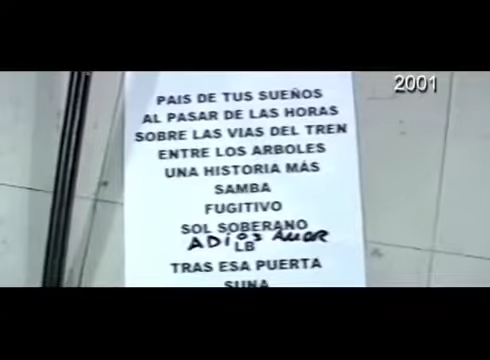 2001
PAIS DE TUS SUEÑOS
AL PASAR DE LAS HORAS
SOBRE LAS VIAS DEL TREN
ENTRE LOS ARBOLES
UNA HISTORIA MÁS
SAMBA
FUGITIVO
SOL SOBERANO
ADIOS AMOR
LB
TRAS ESA PUERTA
SUNA